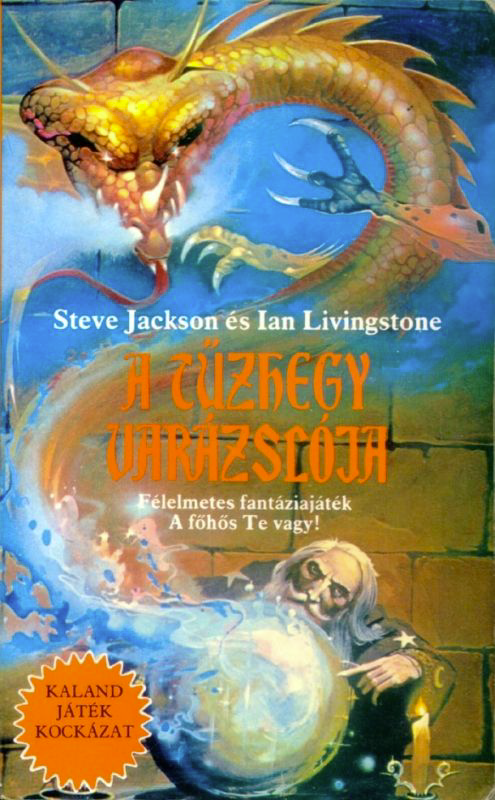 Steve Jackson és Ian Livingstone
A TŰZHEGY
VARÁZSLÓJA
Félelmetes fantáziajáték
A főhős Te vagy!
KALAND
JÁTÉK
KOCKÁZAT